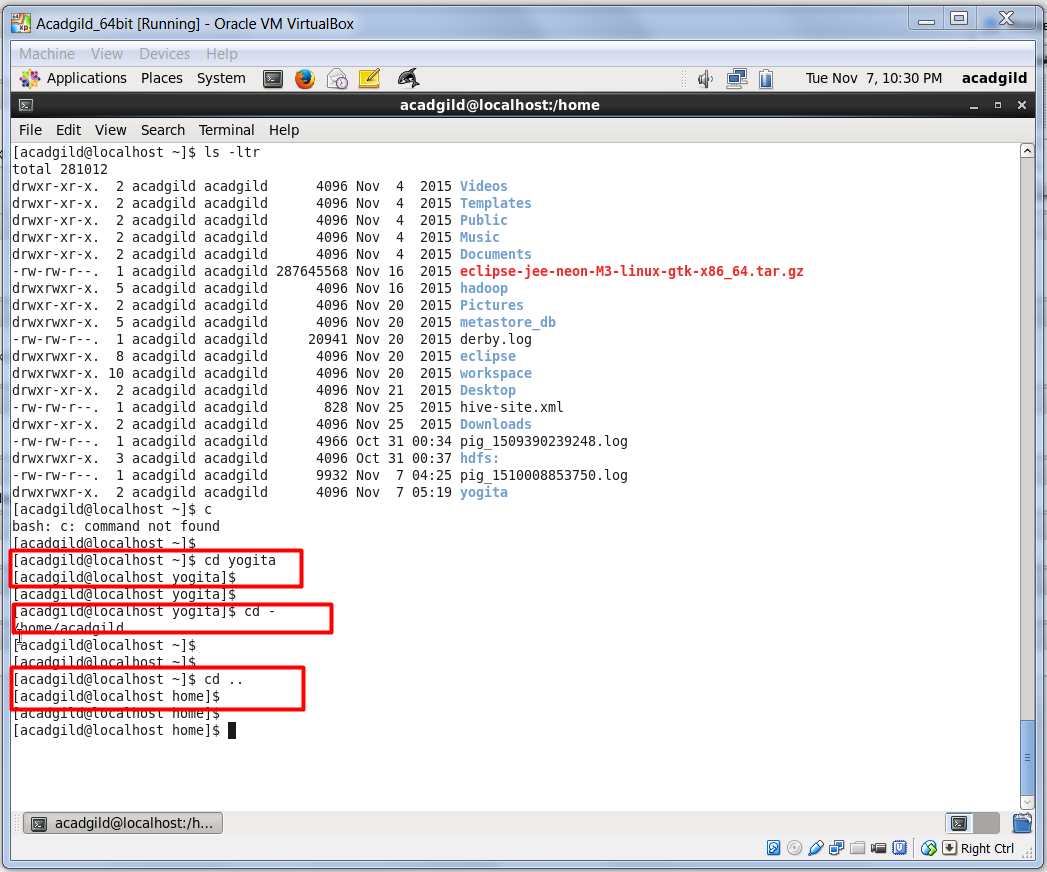 Acadgild_64bit [Running] - Oracle VM VirtualBox
Machine View Devices Help
Applications Places System Tue Nov 7, 10:30 PM acadgild
acadgild@localhost:/home
File Edit View Search Terminal Help
[acadgild@localhost ~]$ ls -ltr
total 281012
drwxr-xr-x. 2 acadgild acadgild 4096 Nov 4 2015 Videos
drwxr-xr-x. 2 acadgild acadgild 4096 Nov 4 2015 Templates
drwxr-xr-x. 2 acadgild acadgild 4096 Nov 4 2015 Public
drwxr-xr-x. 2 acadgild acadgild 4096 Nov 4 2015 Music
drwxr-xr-x. 2 acadgild acadgild 4096 Nov 4 2015 Documents
-rw-rw-r--. 1 acadgild acadgild 287645568 Nov 16 2015 eclipse-jee-neon-M3-linux-gtk-x86_64.tar.gz
drwxr-xr-x. 5 acadgild acadgild 4096 Nov 16 2015 hadoop
drwxr-xr-x. 2 acadgild acadgild 4096 Nov 20 2015 Pictures
drwxrwxr-x. 5 acadgild acadgild 4096 Nov 20 2015 metastore_db
-rw-rw-r--. 1 acadgild acadgild 20941 Nov 20 2015 derby.log
drwxrwxr-x. 8 acadgild acadgild 4096 Nov 20 2015 eclipse
drwxrwxr-x. 10 acadgild acadgild 4096 Nov 20 2015 workspace
drwxr-xr-x. 2 acadgild acadgild 4096 Nov 21 2015 Desktop
-rw-rw-r--. 1 acadgild acadgild 828 Nov 25 2015 hive-site.xml
drwxr-xr-x. 2 acadgild acadgild 4096 Nov 25 2015 Downloads
-rw-rw-r--. 1 acadgild acadgild 4966 Oct 31 00:34 pig_1509390239248.log
drwxrwxr-x. 3 acadgild acadgild 4096 Oct 31 00:37 hdfs:
-rw-rw-r--. 1 acadgild acadgild 9932 Nov 7 04:25 pig_1510008853750.log
drwxrwxr-x. 2 acadgild acadgild 4096 Nov 7 05:19 yogita
[acadgild@localhost ~]$ c
bash: c: command not found
[acadgild@localhost ~]$
[acadgild@localhost ~]$ cd yogita
[acadgild@localhost yogita]$
[acadgild@localhost yogita]$
[acadgild@localhost yogita]$ cd -
/home/acadgild
[acadgild@localhost ~]$
[acadgild@localhost ~]$
[acadgild@localhost ~]$ cd ..
[acadgild@localhost home]$
[acadgild@localhost home]$
[acadgild@localhost home]$
acadgild@localhost:/h...
Right Ctrl